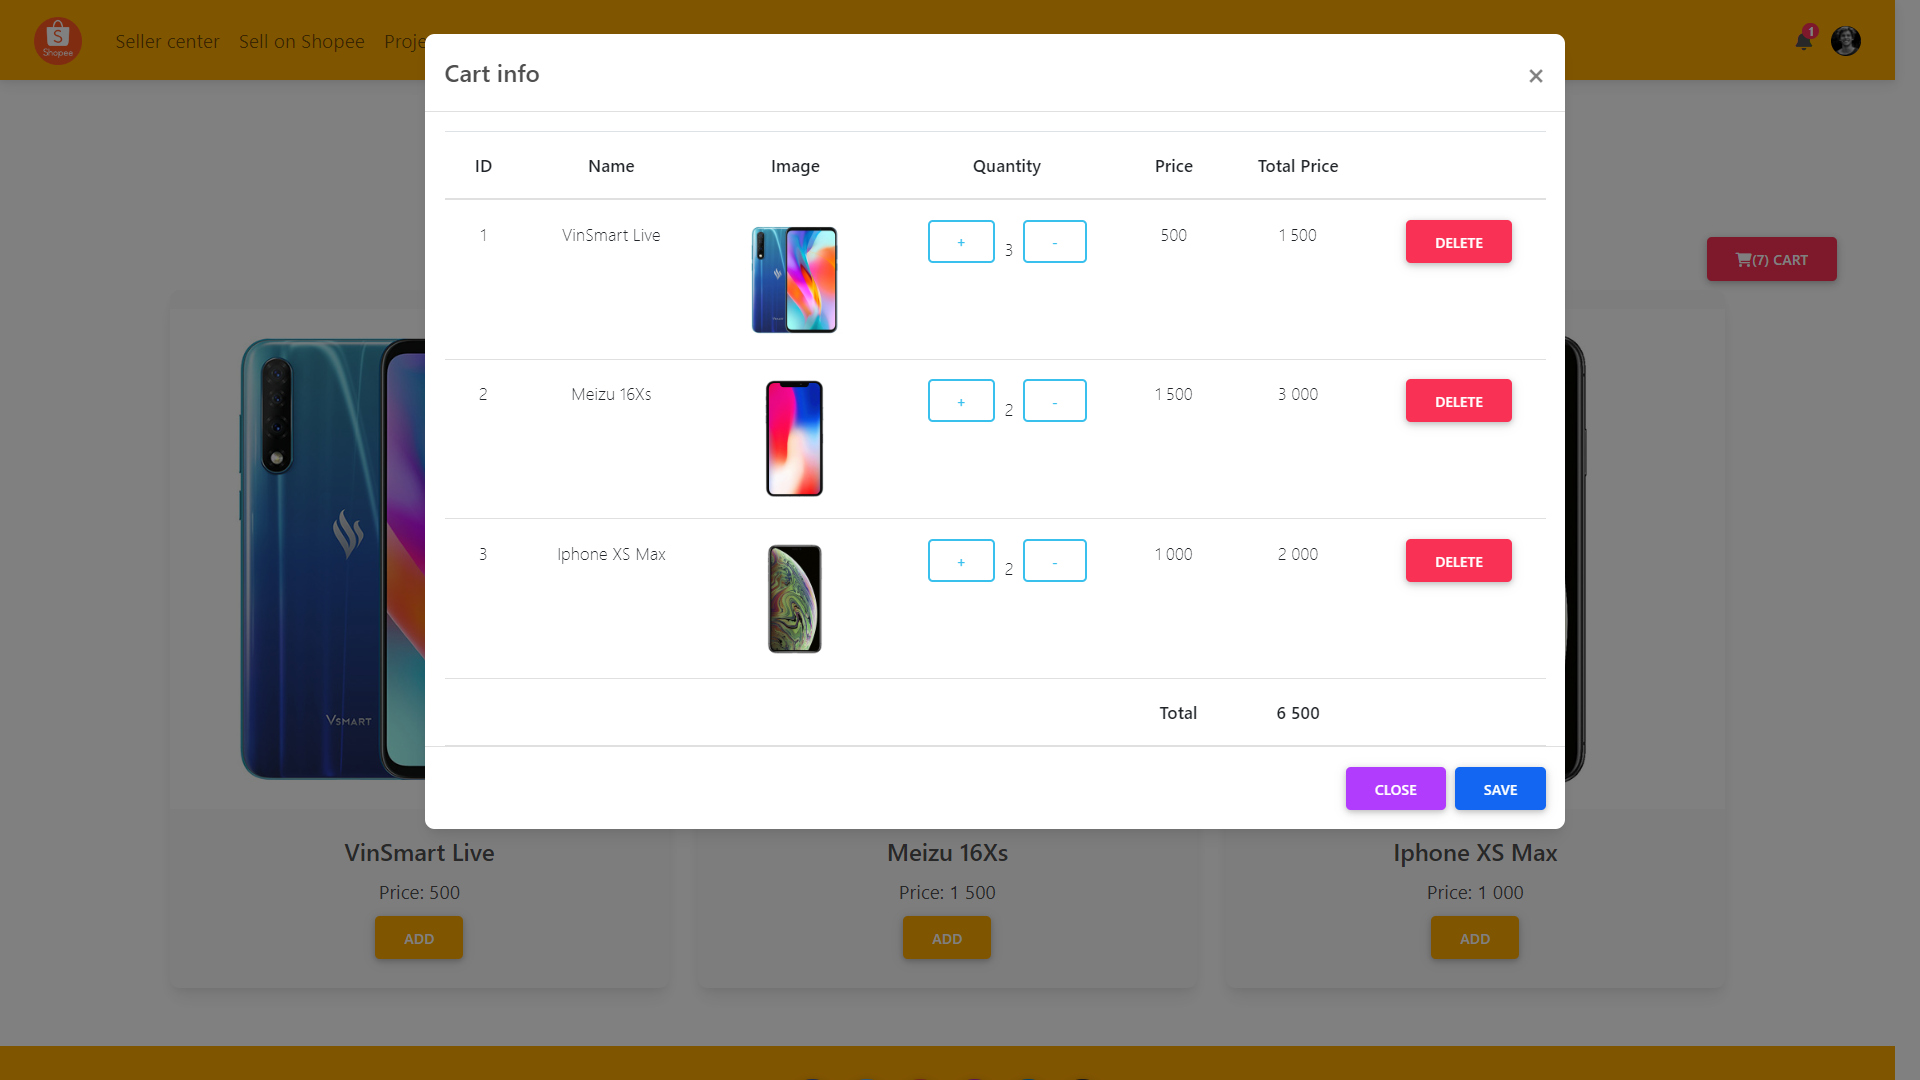 Shopee
Seller center Sell on Shopee Proje
1
Cart info
×
ID Name Image Quantity Price Total Price
1 VinSmart Live + 3 - 500 1 500 DELETE
(7) CART
2 Meizu 16Xs + 2 - 1 500 3 000 DELETE
3 Iphone XS Max + 2 - 1 000 2 000 DELETE
VSMART
Total 6 500
CLOSE SAVE
VinSmart Live Meizu 16Xs Iphone XS Max
Price: 500 Price: 1 500 Price: 1 000
ADD ADD ADD